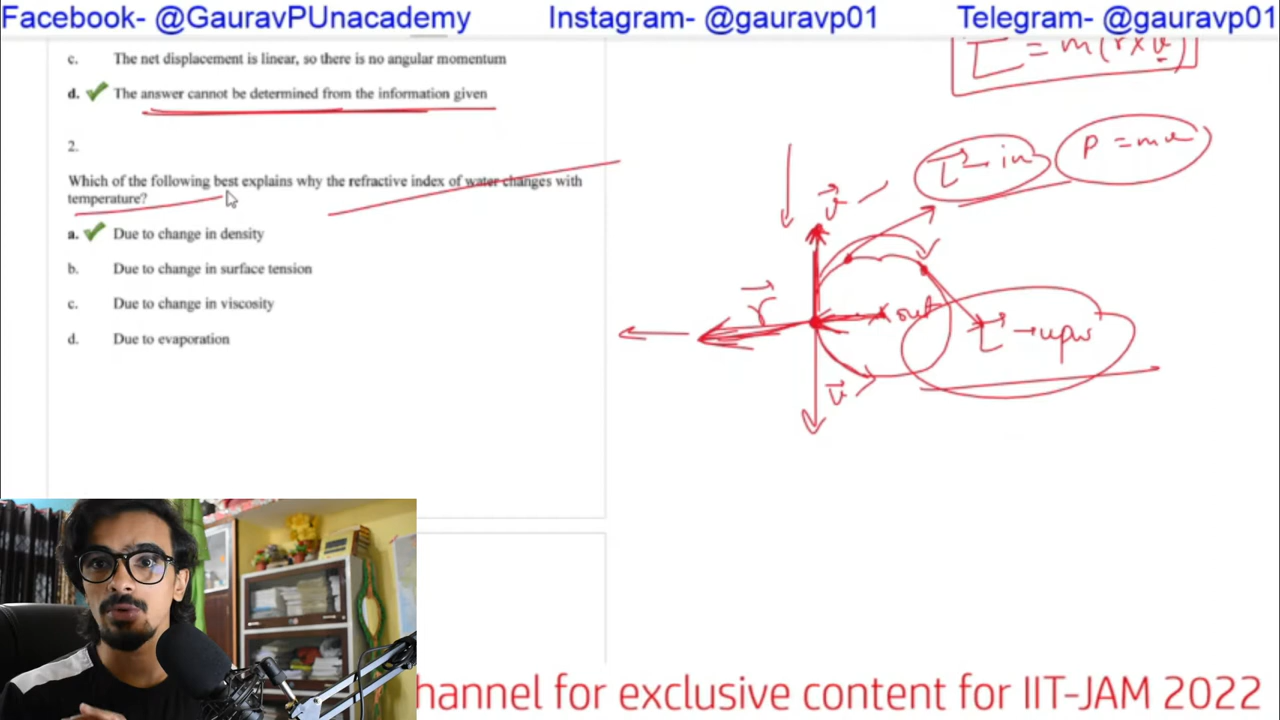 Facebook- @GauravPUnacademy Instagram- @gauravp01 Telegram- @gauravp01
c. The net displacement is linear, so there is no angular momentum
d. The answer cannot be determined from the information given
2.
Which of the following best explains why the refractive index of water changes with
temperature?
a. Due to change in density
b. Due to change in surface tension
c. Due to change in viscosity
d. Due to evaporation
L = m(r×v)
L → in
P = mv
v
r
out
L → upw
v
hannel for exclusive content for IIT-JAM 2022